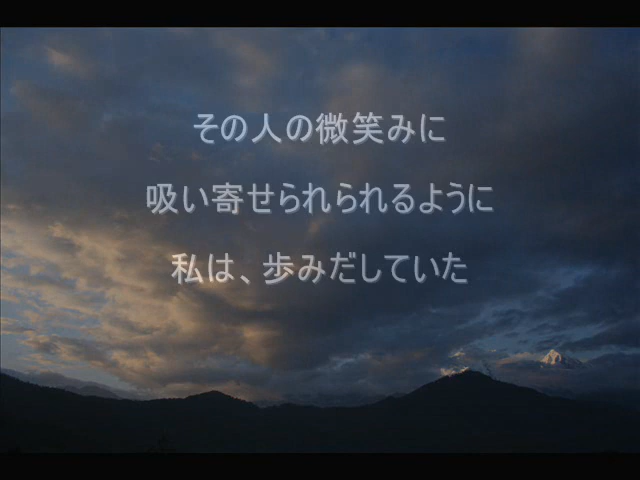 その人の微笑みに
吸い寄せられられるように
私は、歩みだしていた